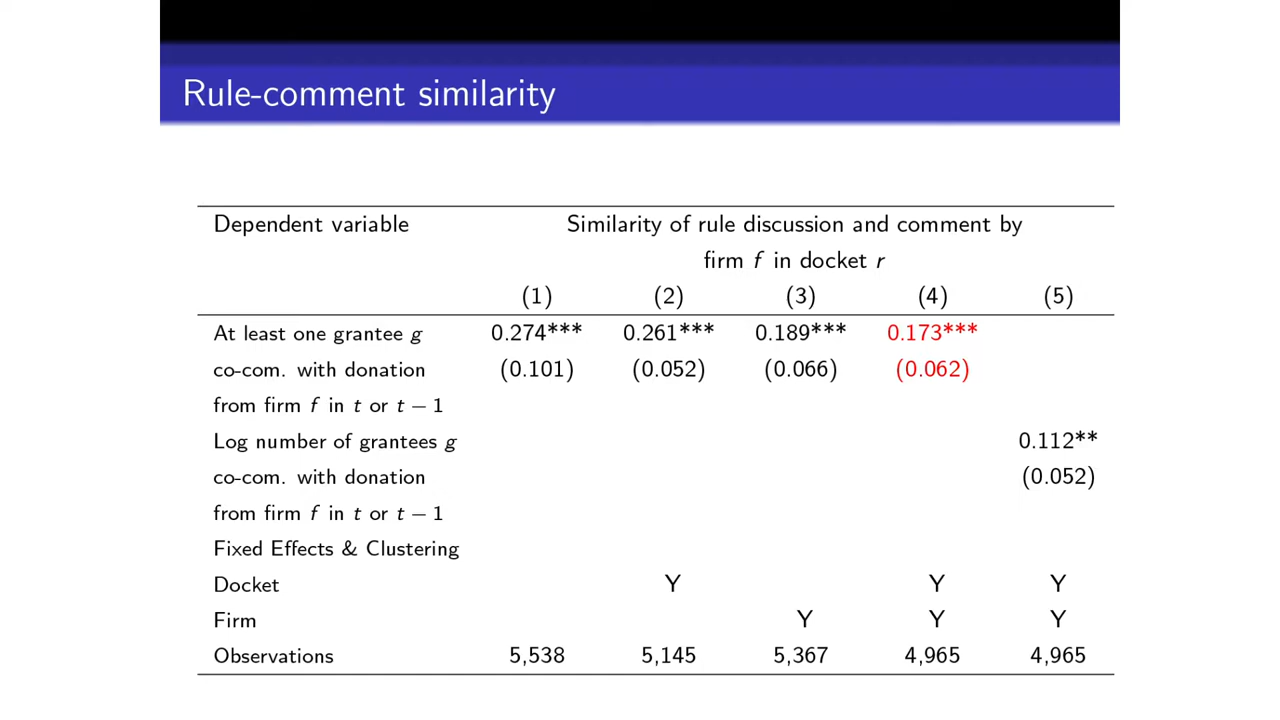 Rule-comment similarity
Dependent variable Similarity of rule discussion and comment by
firm f in docket r
(1) (2) (3) (4) (5)
At least one grantee g 0.274*** 0.261*** 0.189*** 0.173***
co-com. with donation (0.101) (0.052) (0.066) (0.062)
from firm f in t or t − 1
Log number of grantees g 0.112**
co-com. with donation (0.052)
from firm f in t or t − 1
Fixed Effects & Clustering
Docket Y Y Y
Firm Y Y Y
Observations 5,538 5,145 5,367 4,965 4,965